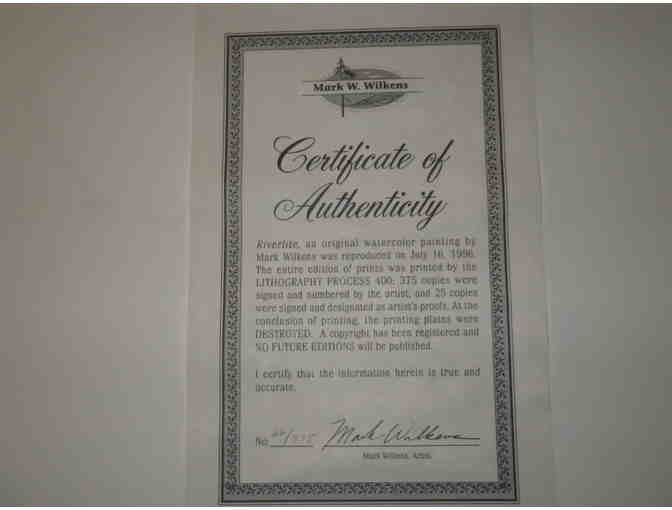 Mark W. Wilkens
Certificate of
Authenticity
Riverlite, an original watercolor painting by
Mark Wilkens was reproduced on July 16, 1996.
The entire edition of prints was printed by the
LITHOGRAPHY PROCESS 400; 375 copies were
signed and numbered by the artist, and 25 copies
were signed and designated as artist's proofs. At the
conclusion of printing, the printing plates were
DESTROYED. A copyright has been registered and
NO FUTURE EDITIONS will be published.
I certify that the information herein is true and
accurate.
No. /375 Mark Wilkens
Mark Wilkens, Artist